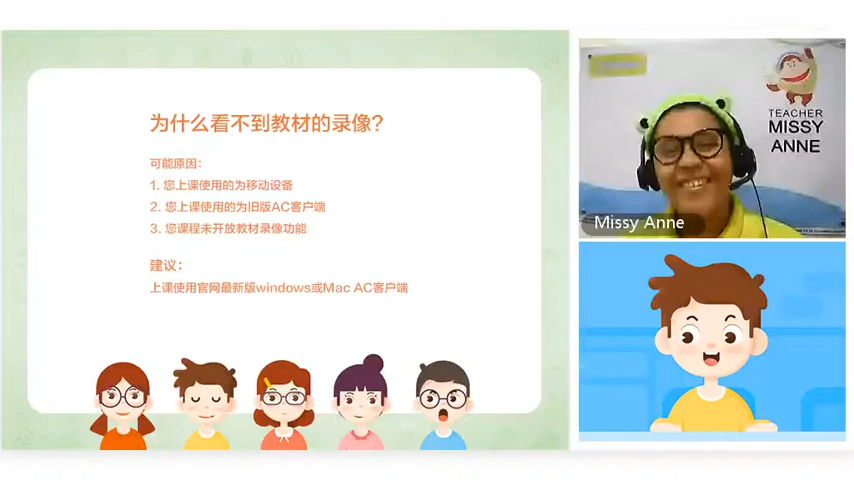 为什么看不到教材的录像？
可能原因：
1. 您上课使用的为移动设备
2. 您上课使用的为旧版AC客户端
3. 您课程未开放教材录像功能
建议：
上课使用官网最新版windows或Mac AC客户端
TEACHER
MISSY
ANNE
Missy Anne